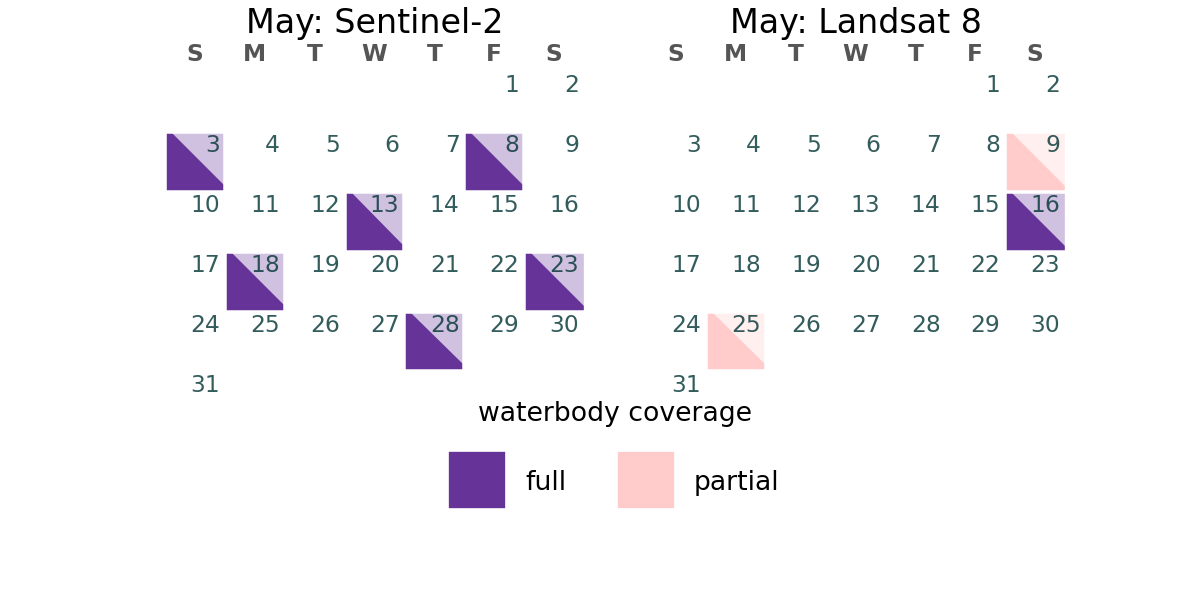 May: Sentinel-2
S M T W T F S
1 2
3 4 5 6 7 8 9
10 11 12 13 14 15 16
17 18 19 20 21 22 23
24 25 26 27 28 29 30
31
May: Landsat 8
S M T W T F S
1 2
3 4 5 6 7 8 9
10 11 12 13 14 15 16
17 18 19 20 21 22 23
24 25 26 27 28 29 30
31
waterbody coverage
full partial